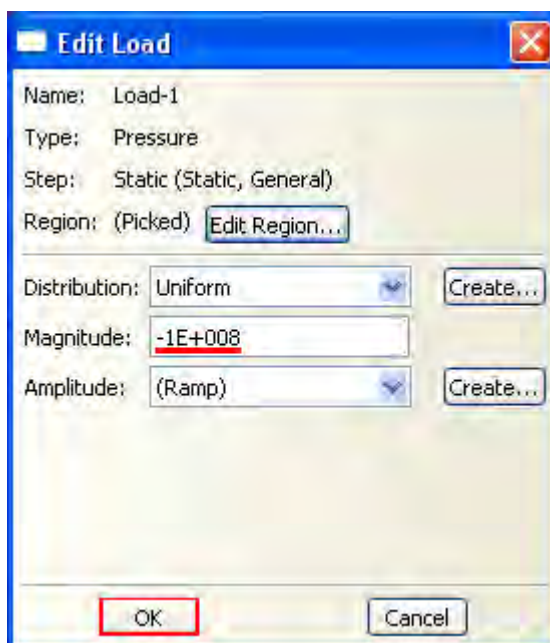 Edit Load
Name: Load-1
Type: Pressure
Step: Static (Static, General)
Region: (Picked) Edit Region...
Distribution: Uniform Create...
Magnitude: -1E+008
Amplitude: (Ramp) Create...
OK Cancel